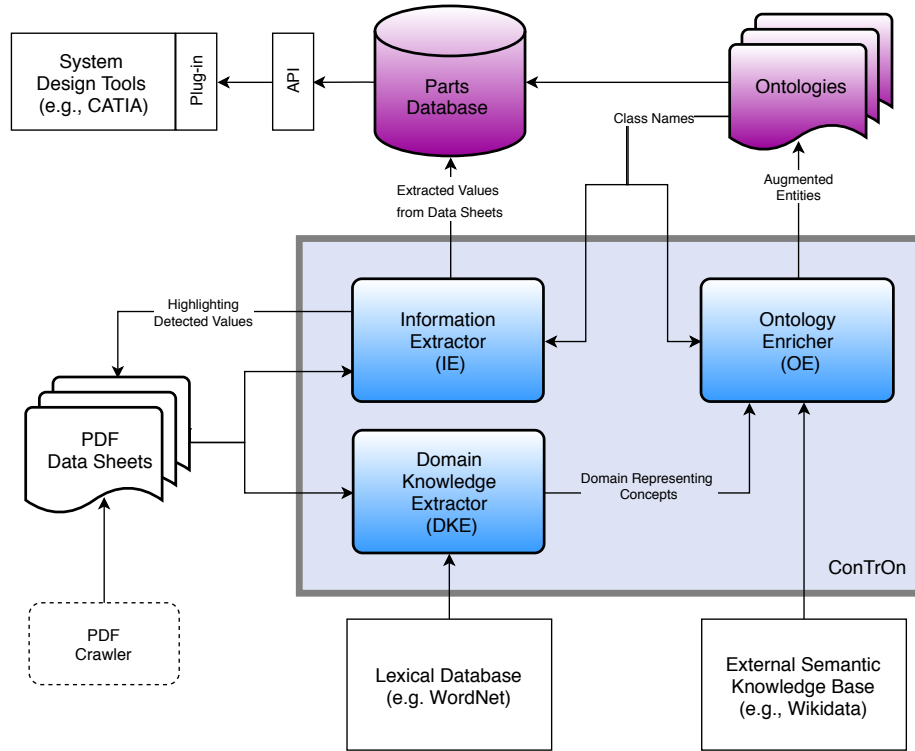 System
Design Tools
(e.g., CATIA)
Plug-in
API
Parts
Database
Ontologies
Class Names
Extracted Values
from Data Sheets
Augmented
Entities
Highlighting
Detected Values
Information
Extractor
(IE)
Ontology
Enricher
(OE)
PDF
Data Sheets
Domain
Knowledge
Extractor
(DKE)
Domain Representing
Concepts
ConTrOn
PDF
Crawler
Lexical Database
(e.g. WordNet)
External Semantic
Knowledge Base
(e.g., Wikidata)